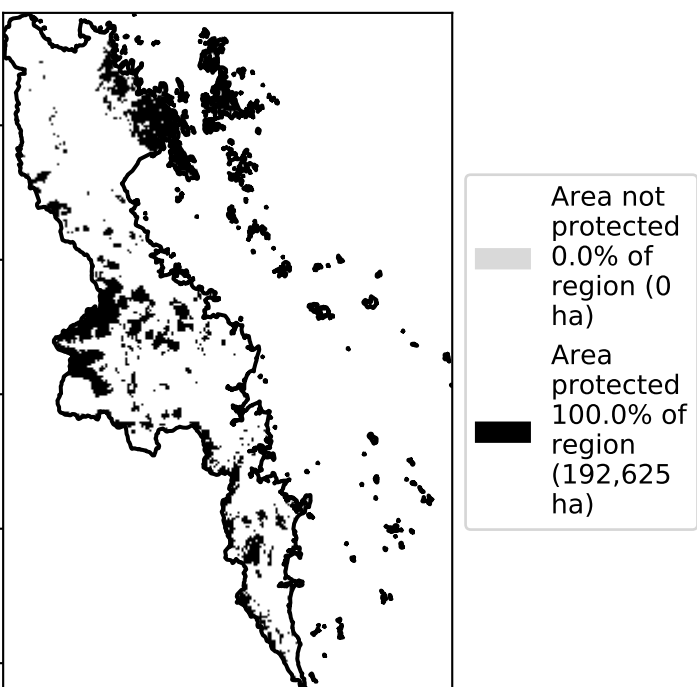 Area not
protected
0.0% of
region (0
ha)
Area
protected
100.0% of
region
(192,625
ha)